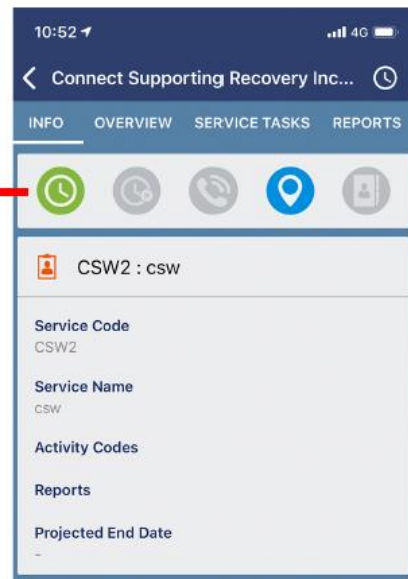 10:52 4G
Connect Supporting Recovery Inc...
INFO OVERVIEW SERVICE TASKS REPORTS
CSW2 : csw
Service Code
CSW2
Service Name
csw
Activity Codes
Reports
Projected End Date
-